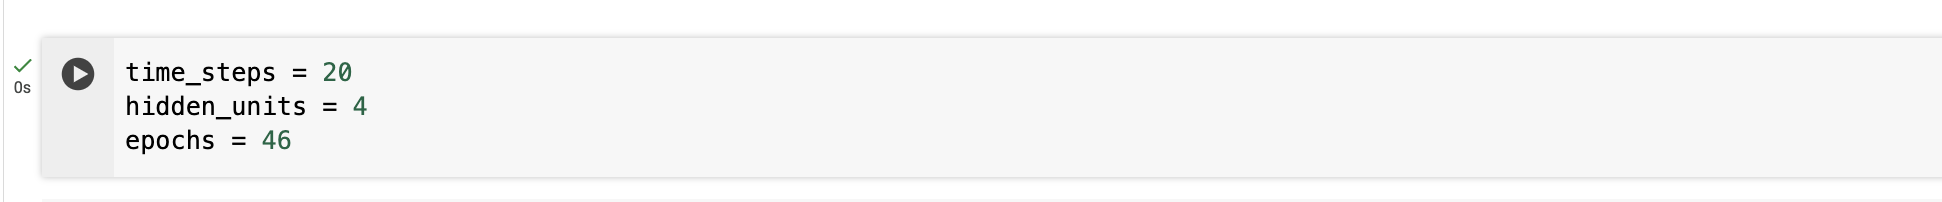 time_steps = 20
0s
hidden_units = 4
epochs = 46